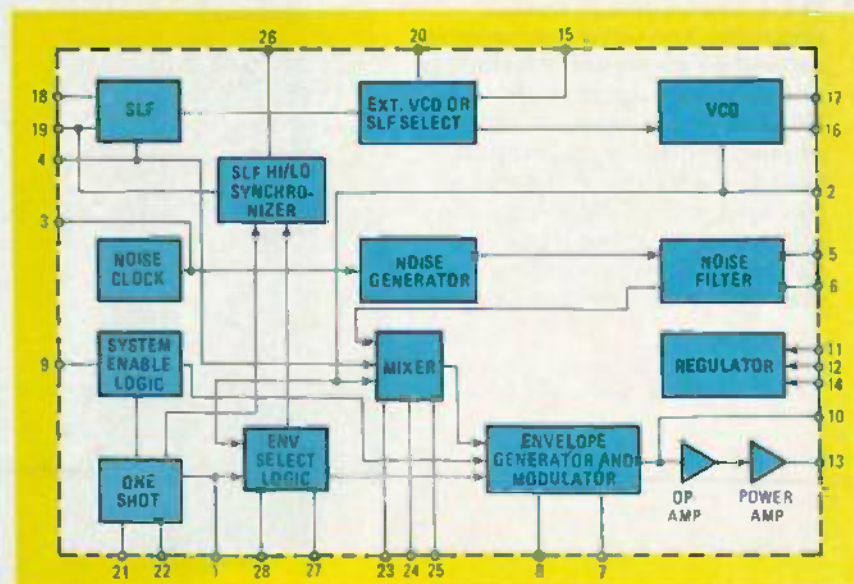 26
20
15
18
SLF
EXT. VCO OR
SLF SELECT
VCO
17
19
16
4
SLF HI/LO
SYNCHRO-
NIZER
2
3
NOISE
CLOCK
NOISE
GENERATOR
NOISE
FILTER
5
6
9
SYSTEM
ENABLE
LOGIC
MIXER
REGULATOR
11
12
14
10
ONE
SHOT
ENV
SELECT
LOGIC
ENVELOPE
GENERATOR AND
MODULATOR
13
OP
AMP
POWER
AMP
21
22
1
28
27
23
24
25
8
7